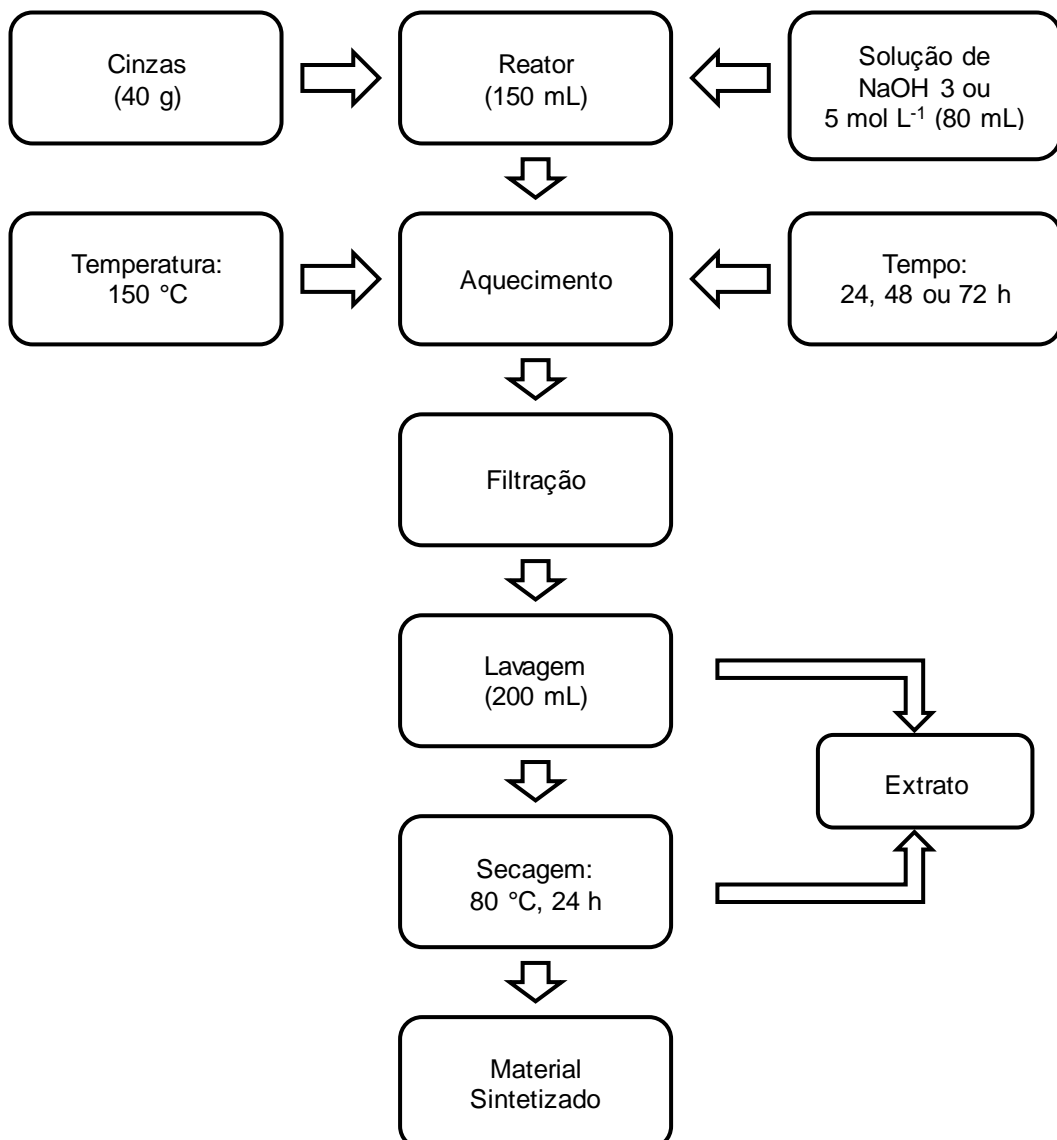 Cinzas
(40 g)
Reator
(150 mL)
Solução de
NaOH 3 ou
5 mol L⁻¹ (80 mL)
Temperatura:
150 °C
Aquecimento
Tempo:
24, 48 ou 72 h
Filtração
Lavagem
(200 mL)
Extrato
Secagem:
80 °C, 24 h
Material
Sintetizado